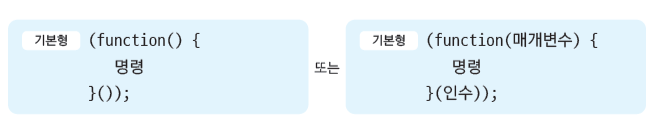 기본형 (function() {
명령
}());
또는
기본형 (function(매개변수) {
명령
}(인수));